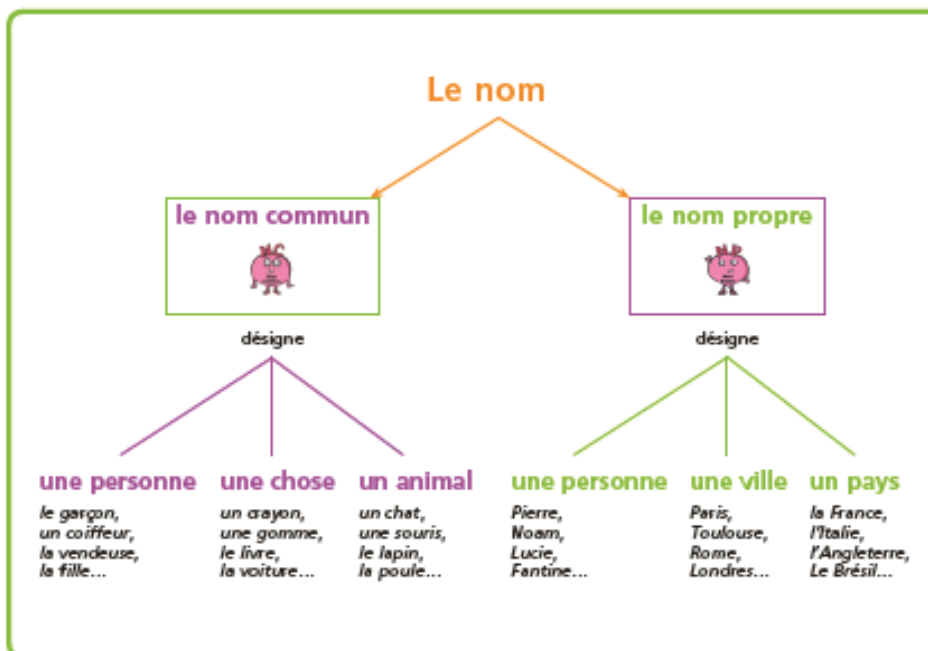 Le nom
le nom commun
NC
désigne
une personne
le garçon,
un coiffeur,
la vendeuse,
la fille...
une chose
un crayon,
une gomme,
le livre,
la voiture...
un animal
un chat,
une souris,
le lapin,
la poule...
le nom propre
NP
désigne
une personne
Pierre,
Noam,
Lucie,
Fantine...
une ville
Paris,
Toulouse,
Rome,
Londres...
un pays
la France,
l'Italie,
l'Angleterre,
Le Brésil...